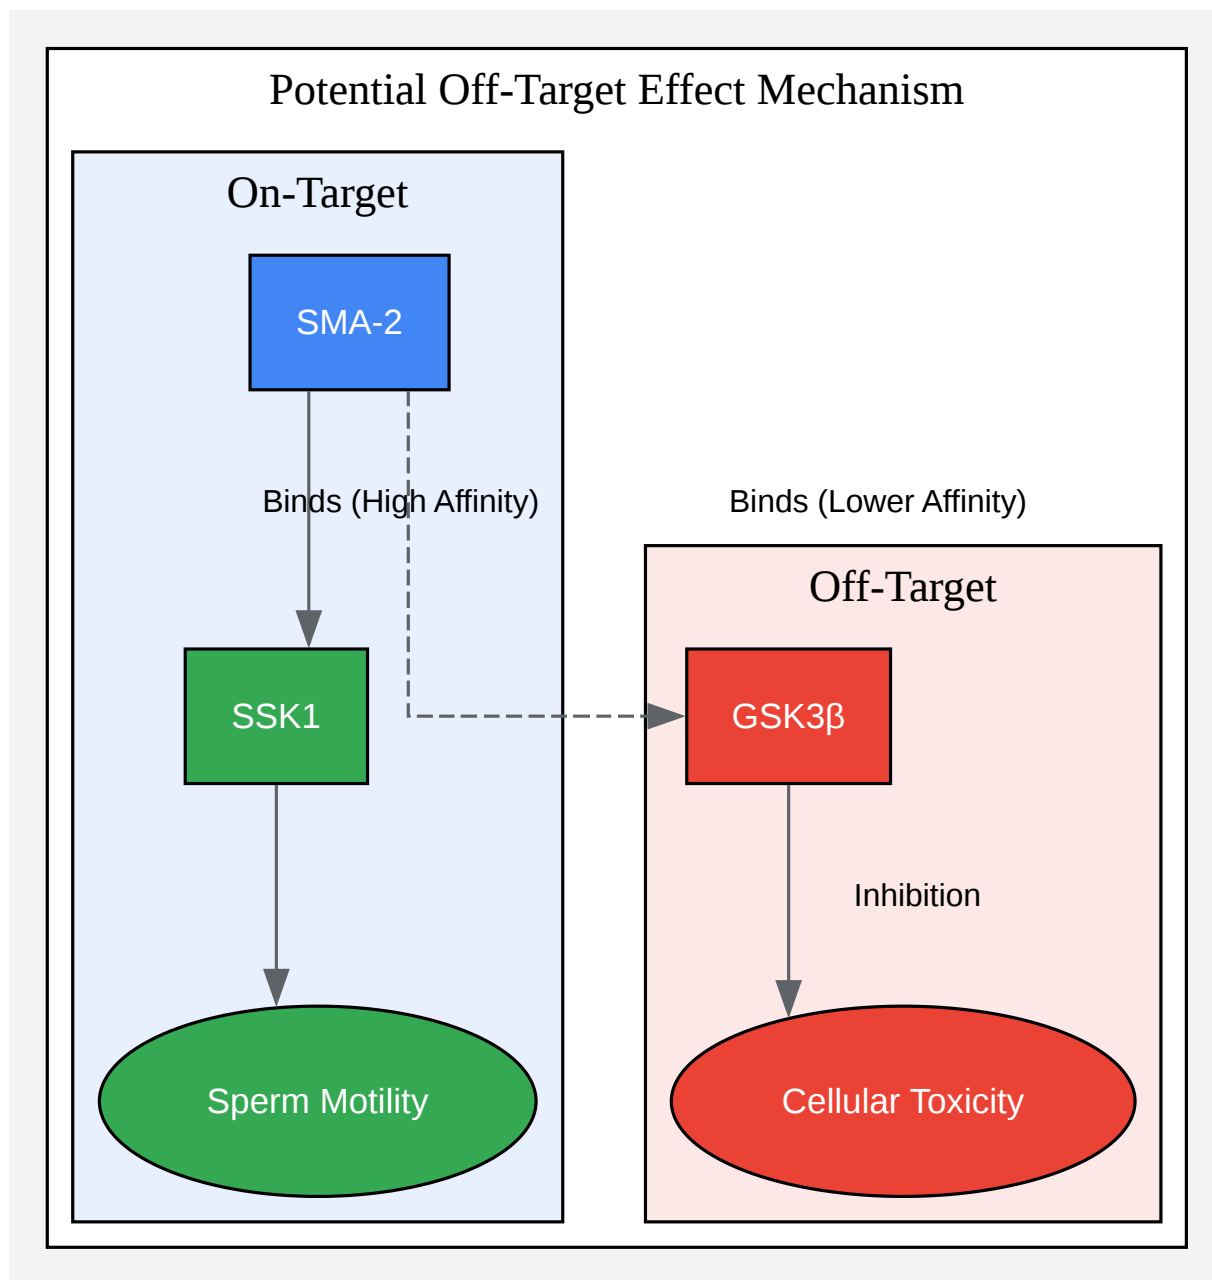 Potential Off-Target Effect Mechanism
On-Target
SMA-2
Binds (High Affinity)
Binds (Lower Affinity)
Off-Target
SSK1
GSK3β
Inhibition
Sperm Motility
Cellular Toxicity